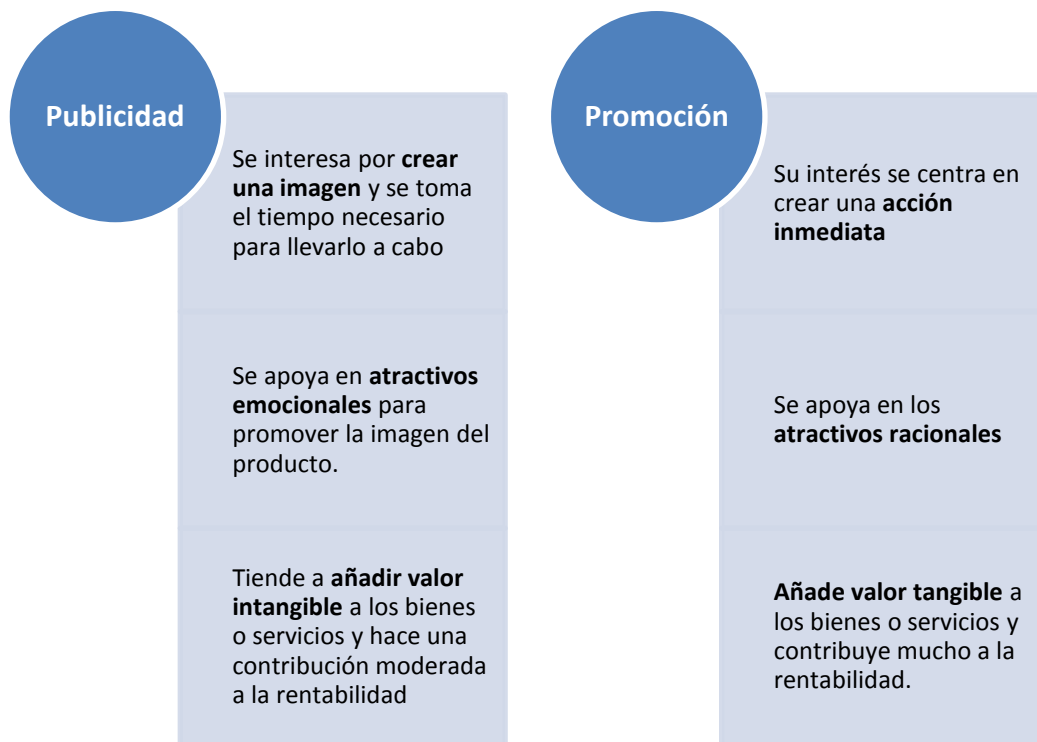 Publicidad
Se interesa por crear
una imagen y se toma
el tiempo necesario
para llevarlo a cabo
Se apoya en atractivos
emocionales para
promover la imagen del
producto.
Tiende a añadir valor
intangible a los bienes
o servicios y hace una
contribución moderada
a la rentabilidad
Promoción
Su interés se centra en
crear una acción
inmediata
Se apoya en los
atractivos racionales
Añade valor tangible a
los bienes o servicios y
contribuye mucho a la
rentabilidad.